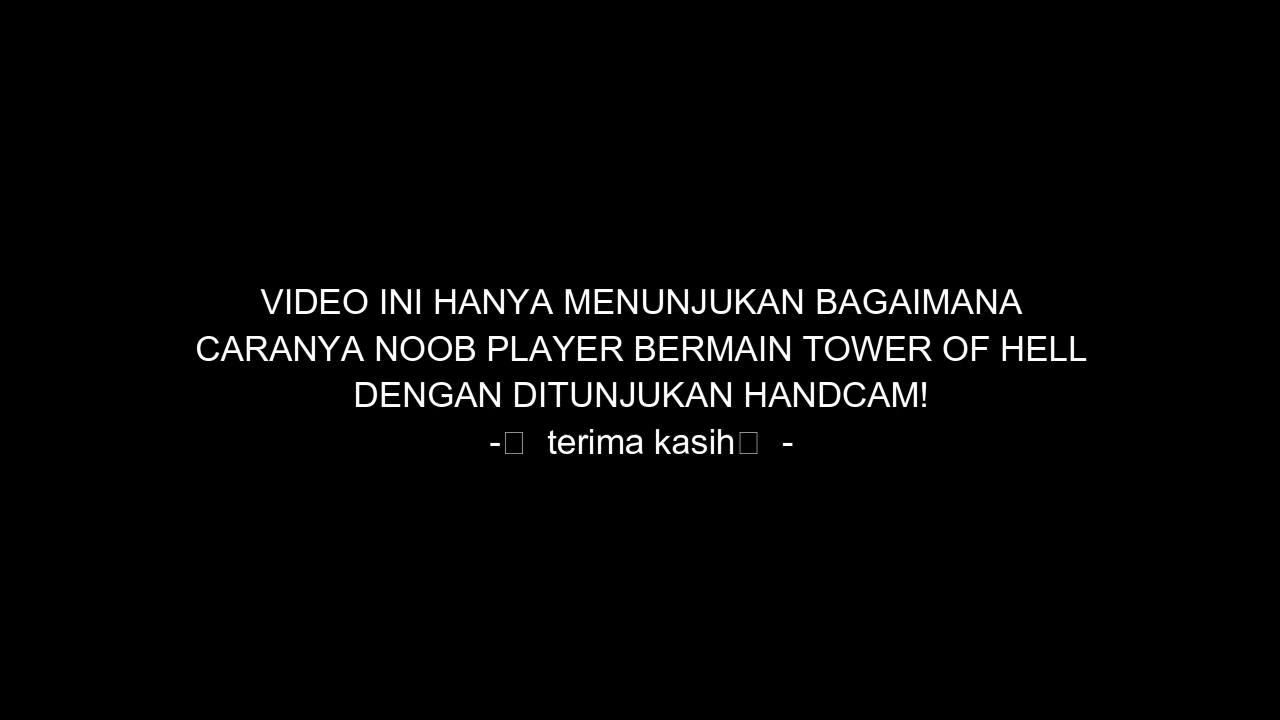 VIDEO INI HANYA MENUNJUKAN BAGAIMANA
CARANYA NOOB PLAYER BERMAIN TOWER OF HELL
DENGAN DITUNJUKAN HANDCAM!
-□ terima kasih□ -